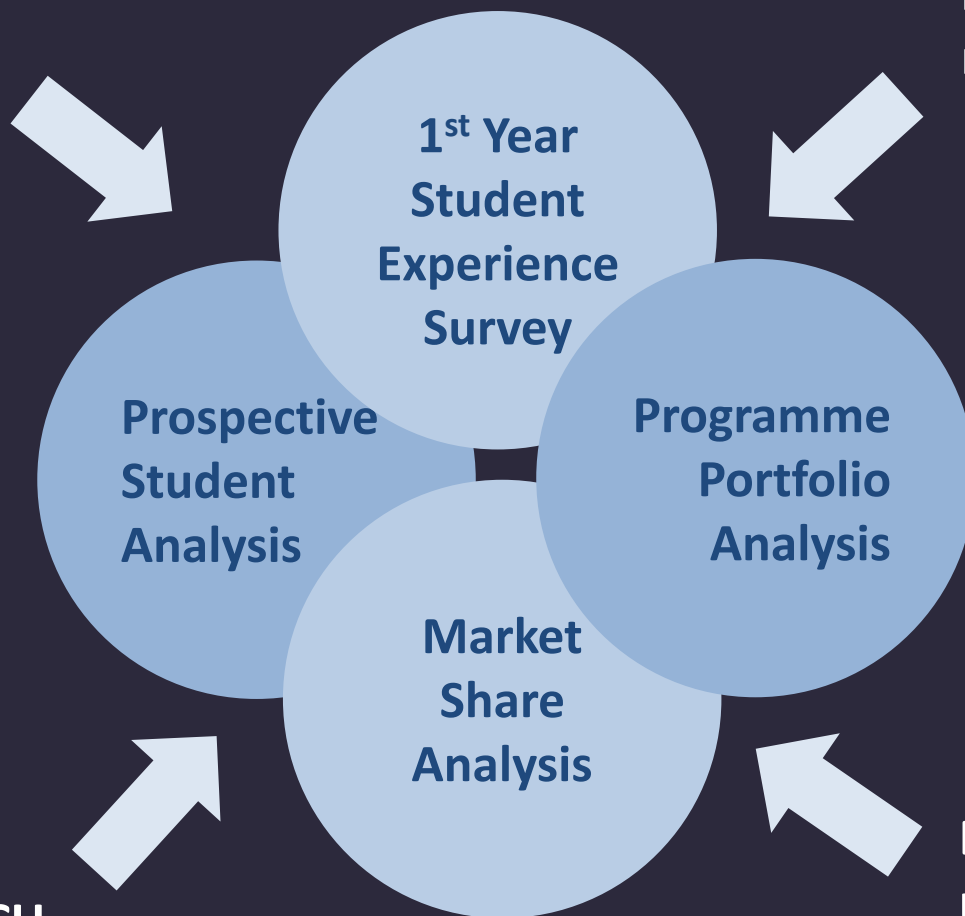 1st Year
Student
Experience
Survey
Prospective
Student
Analysis
Programme
Portfolio
Analysis
Market
Share
Analysis